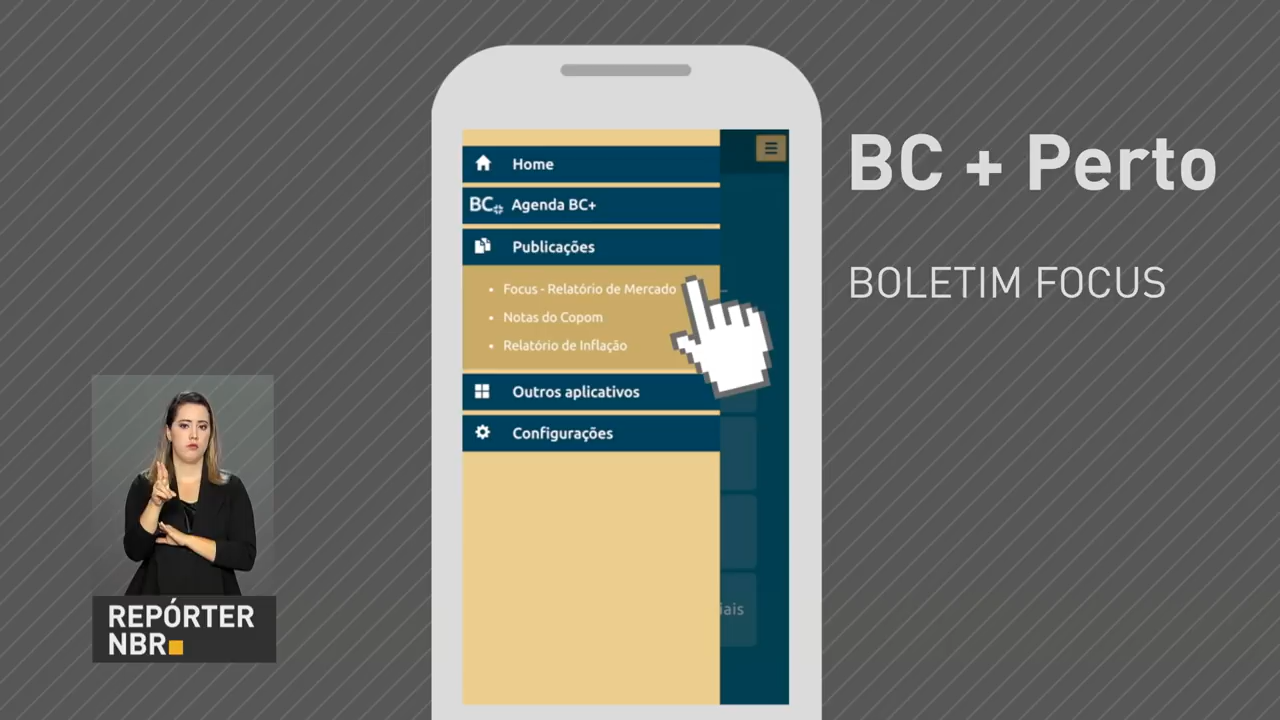 Home
BC Agenda BC+
Publicações
• Focus - Relatório de Mercado
• Notas do Copom
• Relatório de Inflação
Outros aplicativos
Configurações
iais
BC + Perto
BOLETIM FOCUS
REPÓRTER
NBR